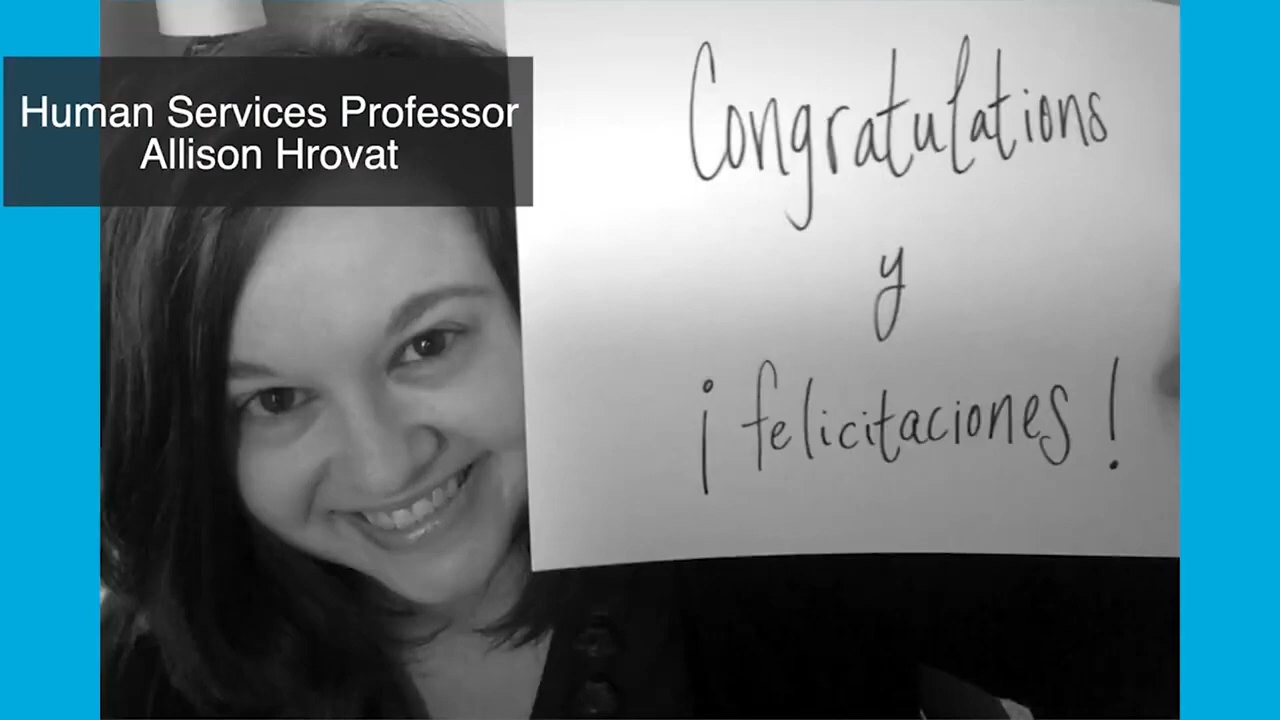 Human Services Professor
Allison Hrovat
Congratulations
y
¡felicitaciones!